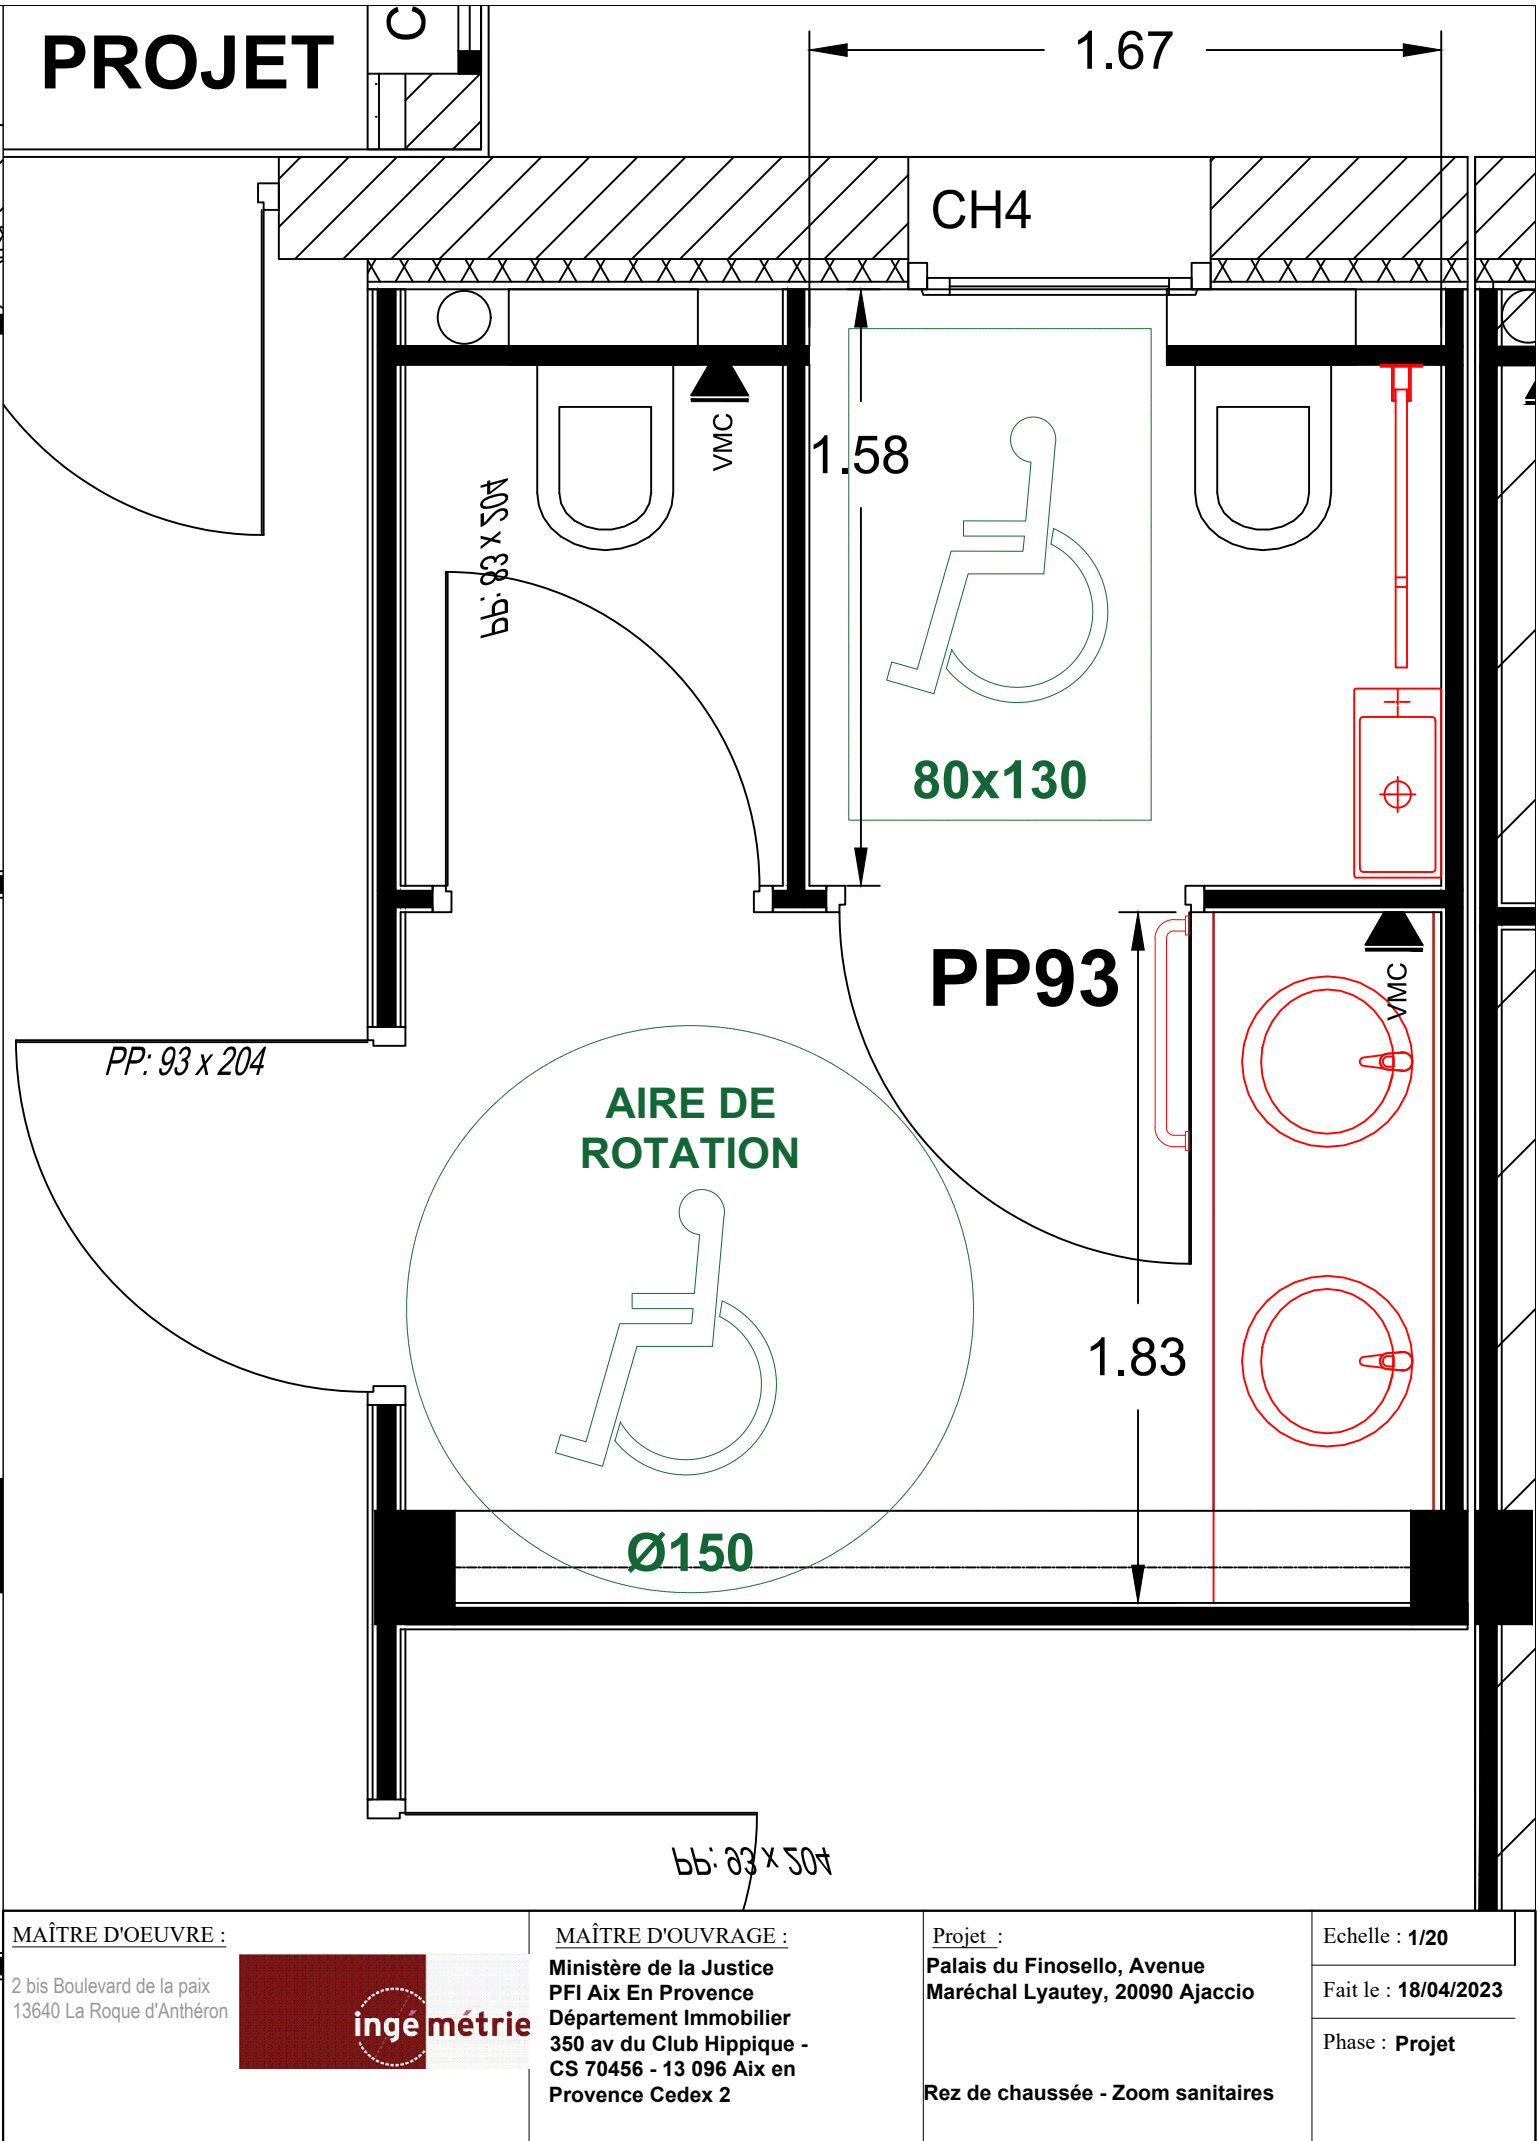 PROJET
C
1.67
CH4
VMC
1.58
PP: 83 x 204
80x130
PP93
VMC
PP: 93 x 204
AIRE DE
ROTATION
1.83
Ø150
PP: 93 x 204
MAÎTRE D'OEUVRE :
2 bis Boulevard de la paix
13640 La Roque d'Anthéron
ingémétrie
MAÎTRE D'OUVRAGE :
Ministère de la Justice
PFI Aix En Provence
Département Immobilier
350 av du Club Hippique -
CS 70456 - 13 096 Aix en
Provence Cedex 2
Projet :
Palais du Finosello, Avenue
Maréchal Lyautey, 20090 Ajaccio
Rez de chaussée - Zoom sanitaires
Echelle : 1/20
Fait le : 18/04/2023
Phase : Projet